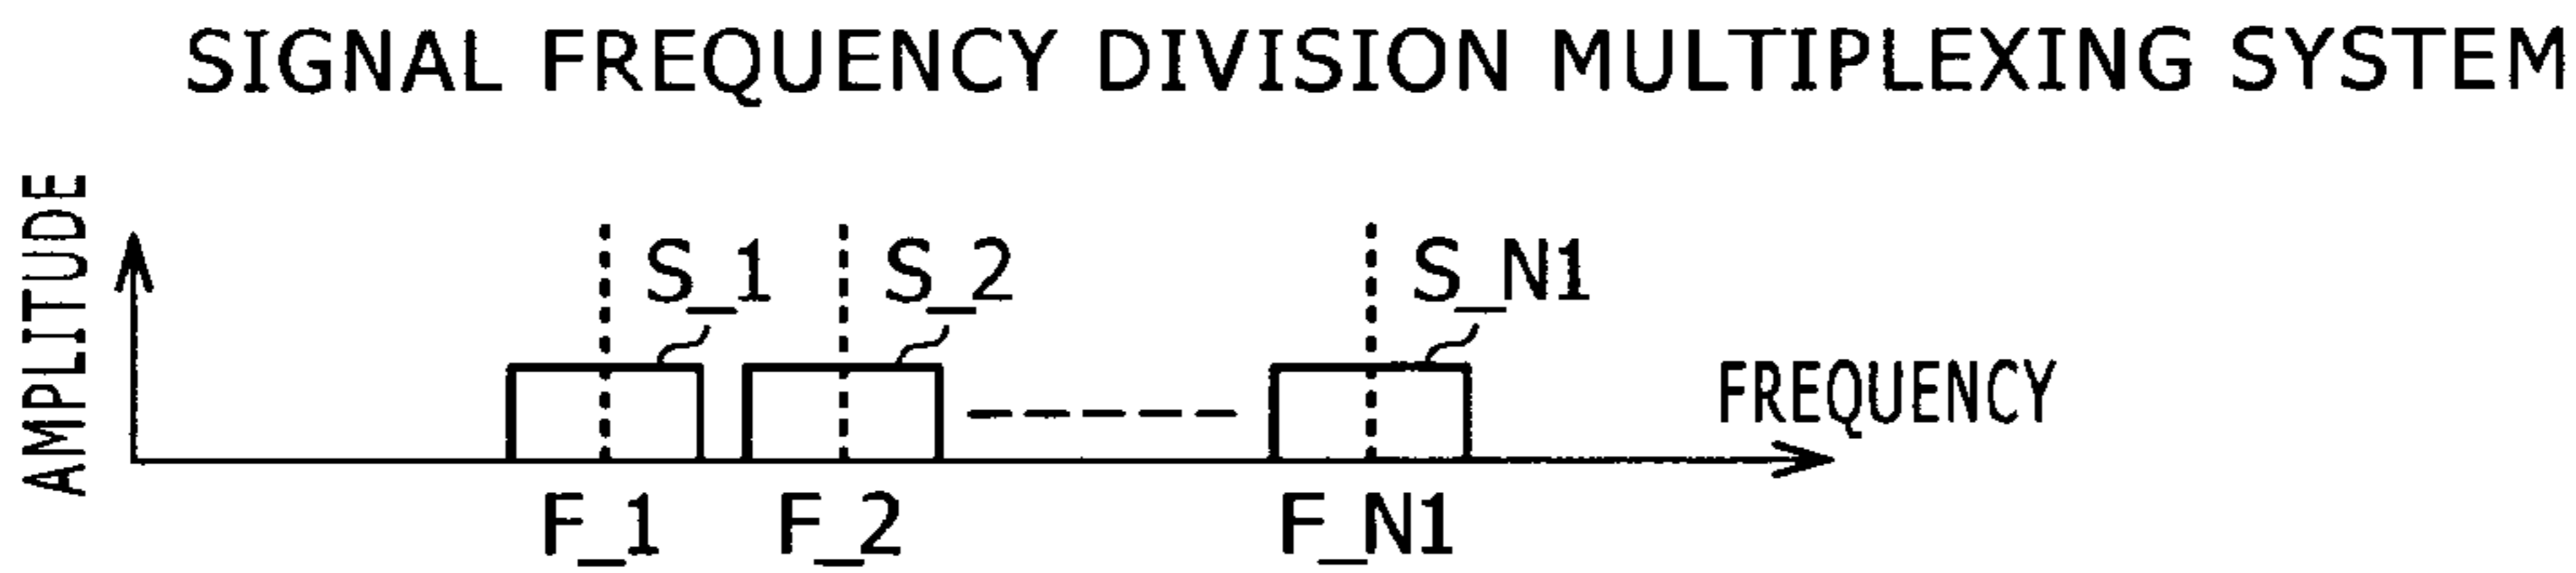 SIGNAL FREQUENCY DIVISION MULTIPLEXING SYSTEM
AMPLITUDE
S_1
S_2
S_N1
FREQUENCY
F_1
F_2
F_N1